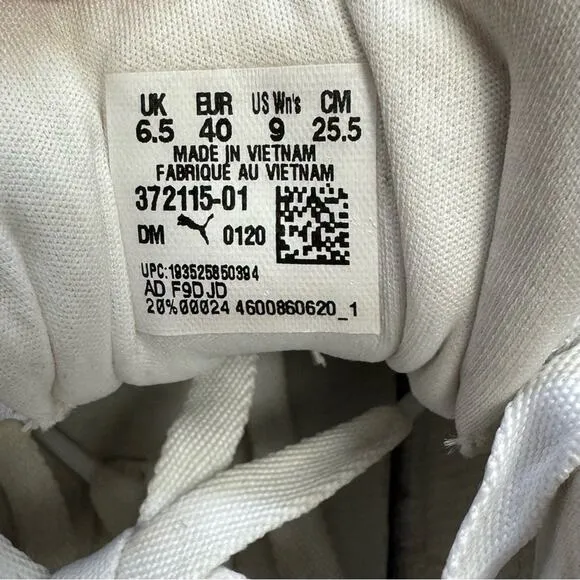 UK EUR US Wn's CM
6.5 40 9 25.5
MADE IN VIETNAM
FABRIQUE AU VIETNAM
372115-01
DM 0120
UPC:193525850394
AD F9DJD
20%00024 4600860620_1